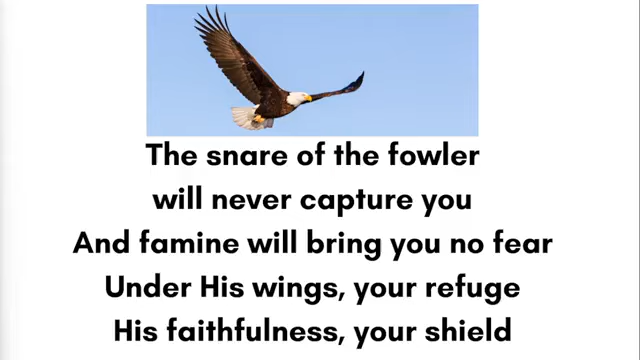 The snare of the fowler
will never capture you
And famine will bring you no fear
Under His wings, your refuge
His faithfulness, your shield